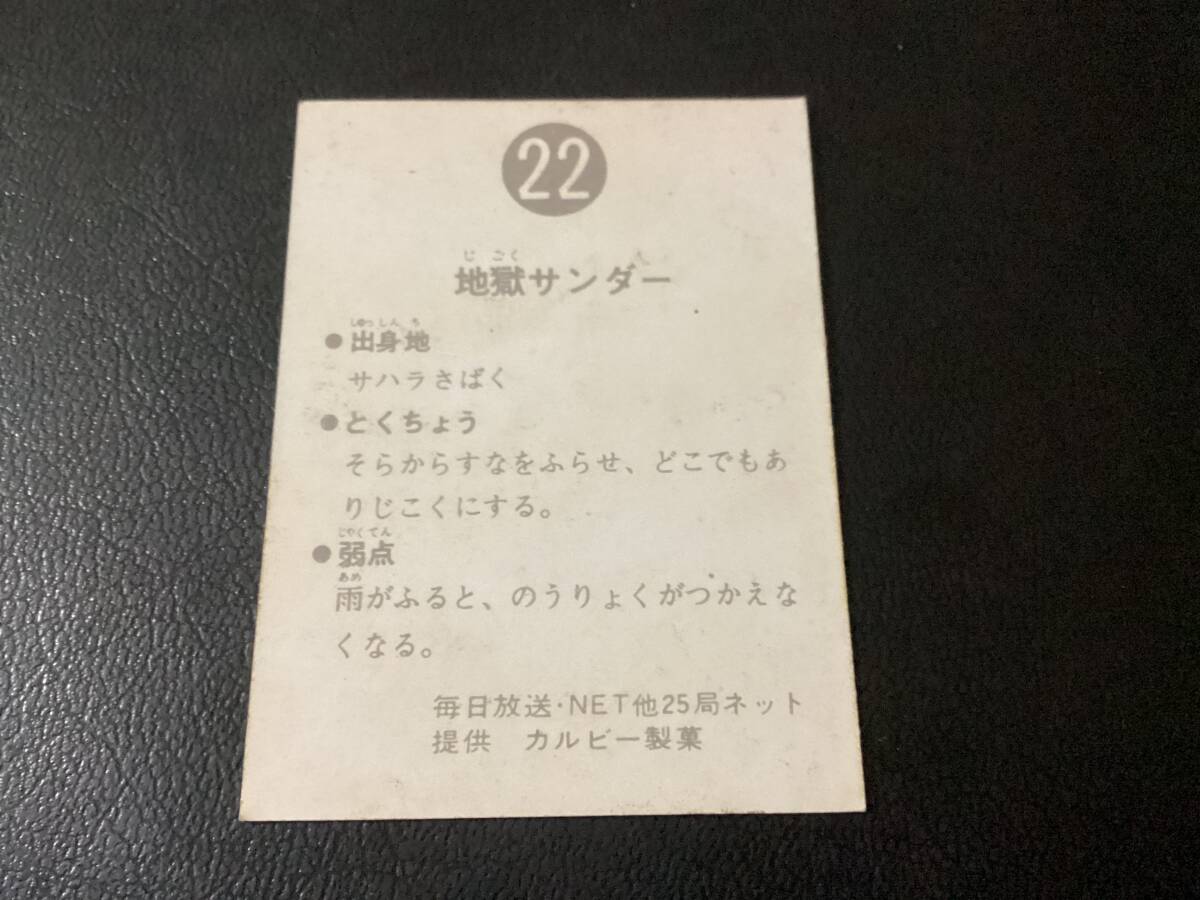 22
じごく
地獄サンダー
しゅっしんち
●出身地
サハラさばく
●とくちょう
そらからすなをふらせ、どこでもあ
りじこくにする。
じやくてん
●弱点
あめ
雨がふると、のうりょくがつかえな
くなる。
毎日放送・NET他25局ネット
提供　カルビー製菓